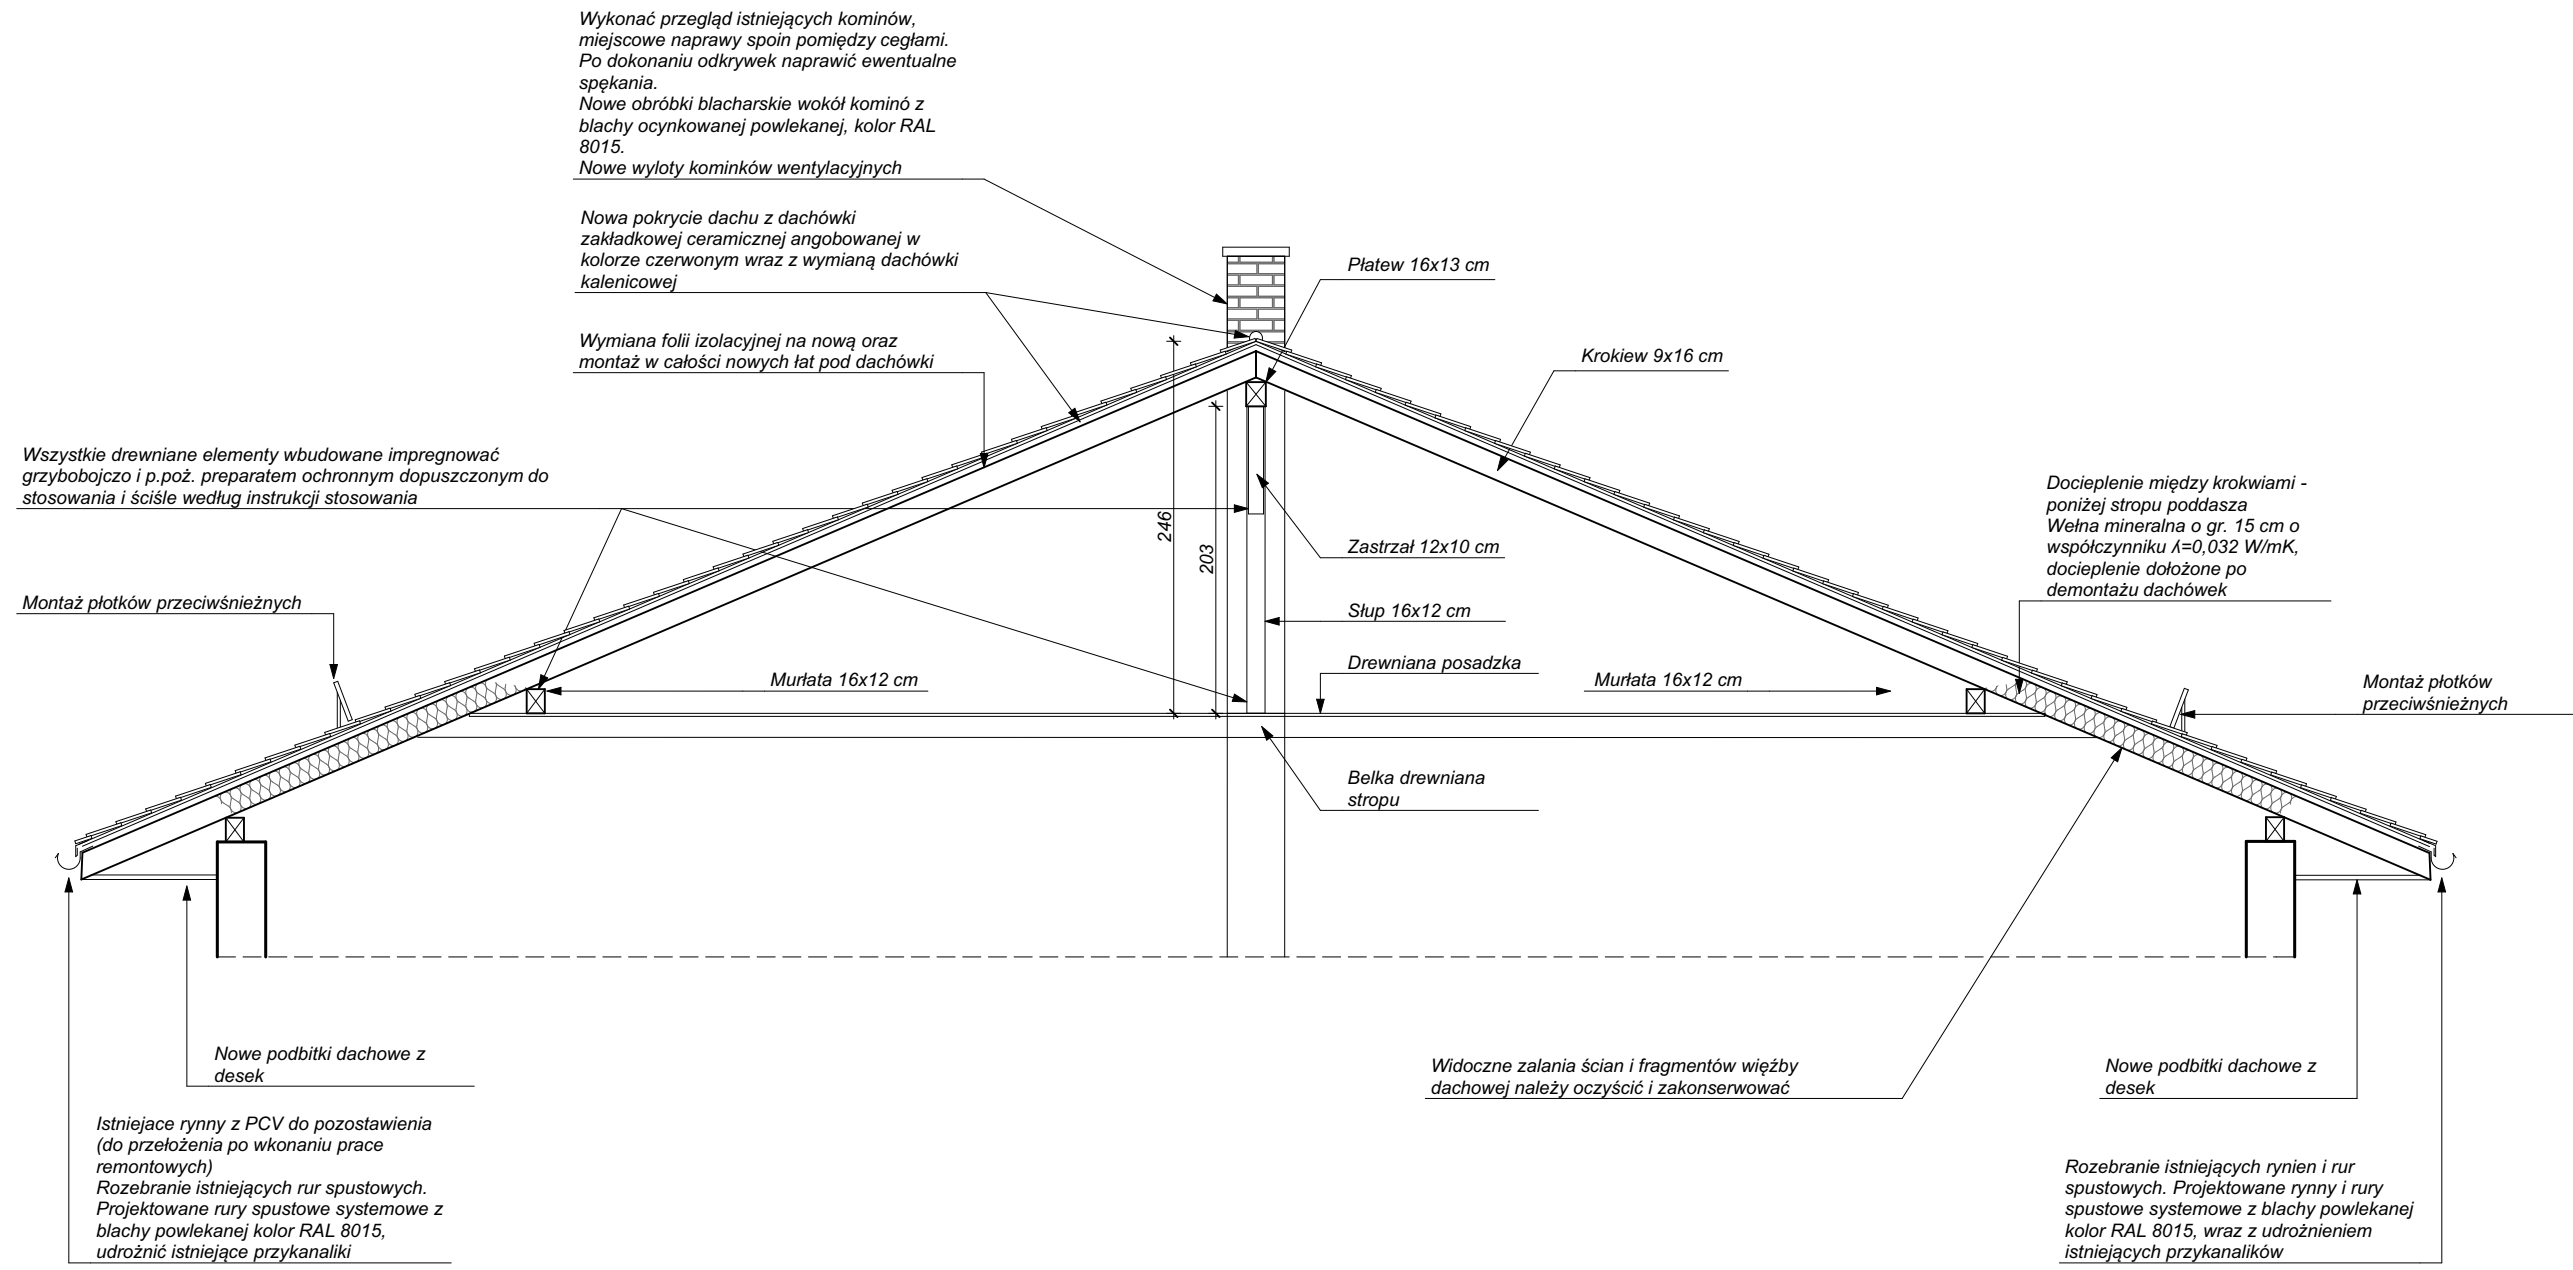 Wykonać przegląd istniejących kominów,
miejscowe naprawy spoin pomiędzy cegłami.
Po dokonaniu odkrywek naprawić ewentualne
spękania.
Nowe obróbki blacharskie wokół kominó z
blachy ocynkowanej powlekanej, kolor RAL
8015.
Nowe wyloty kominków wentylacyjnych
Nowa pokrycie dachu z dachówki
zakładkowej ceramicznej angobowanej w
kolorze czerwonym wraz z wymianą dachówki
kalenicowej
Płatew 16x13 cm
Wymiana folii izolacyjnej na nową oraz
montaż w całości nowych łat pod dachówki
Krokiew 9x16 cm
Wszystkie drewniane elementy wbudowane impregnować
grzybobojczo i p.poż. preparatem ochronnym dopuszczonym do
stosowania i ściśle według instrukcji stosowania
Docieplenie między krokwiami -
poniżej stropu poddasza
Wełna mineralna o gr. 15 cm o
współczynniku Λ=0,032 W/mK,
docieplenie dołożone po
demontażu dachówek
246
203
Zastrzał 12x10 cm
Montaż płotków przeciwśnieżnych
Słup 16x12 cm
Drewniana posadzka
Murłata 16x12 cm
Murłata 16x12 cm
Montaż płotków
przeciwśnieżnych
Belka drewniana
stropu
Nowe podbitki dachowe z
desek
Widoczne zalania ścian i fragmentów więźby
dachowej należy oczyścić i zakonserwować
Nowe podbitki dachowe z
desek
Istniejace rynny z PCV do pozostawienia
(do przełożenia po wkonaniu prace
remontowych)
Rozebranie istniejących rur spustowych.
Projektowane rury spustowe systemowe z
blachy powlekanej kolor RAL 8015,
udrożnić istniejące przykanaliki
Rozebranie istniejących rynien i rur
spustowych. Projektowane rynny i rury
spustowe systemowe z blachy powlekanej
kolor RAL 8015, wraz z udrożnieniem
istniejących przykanalików